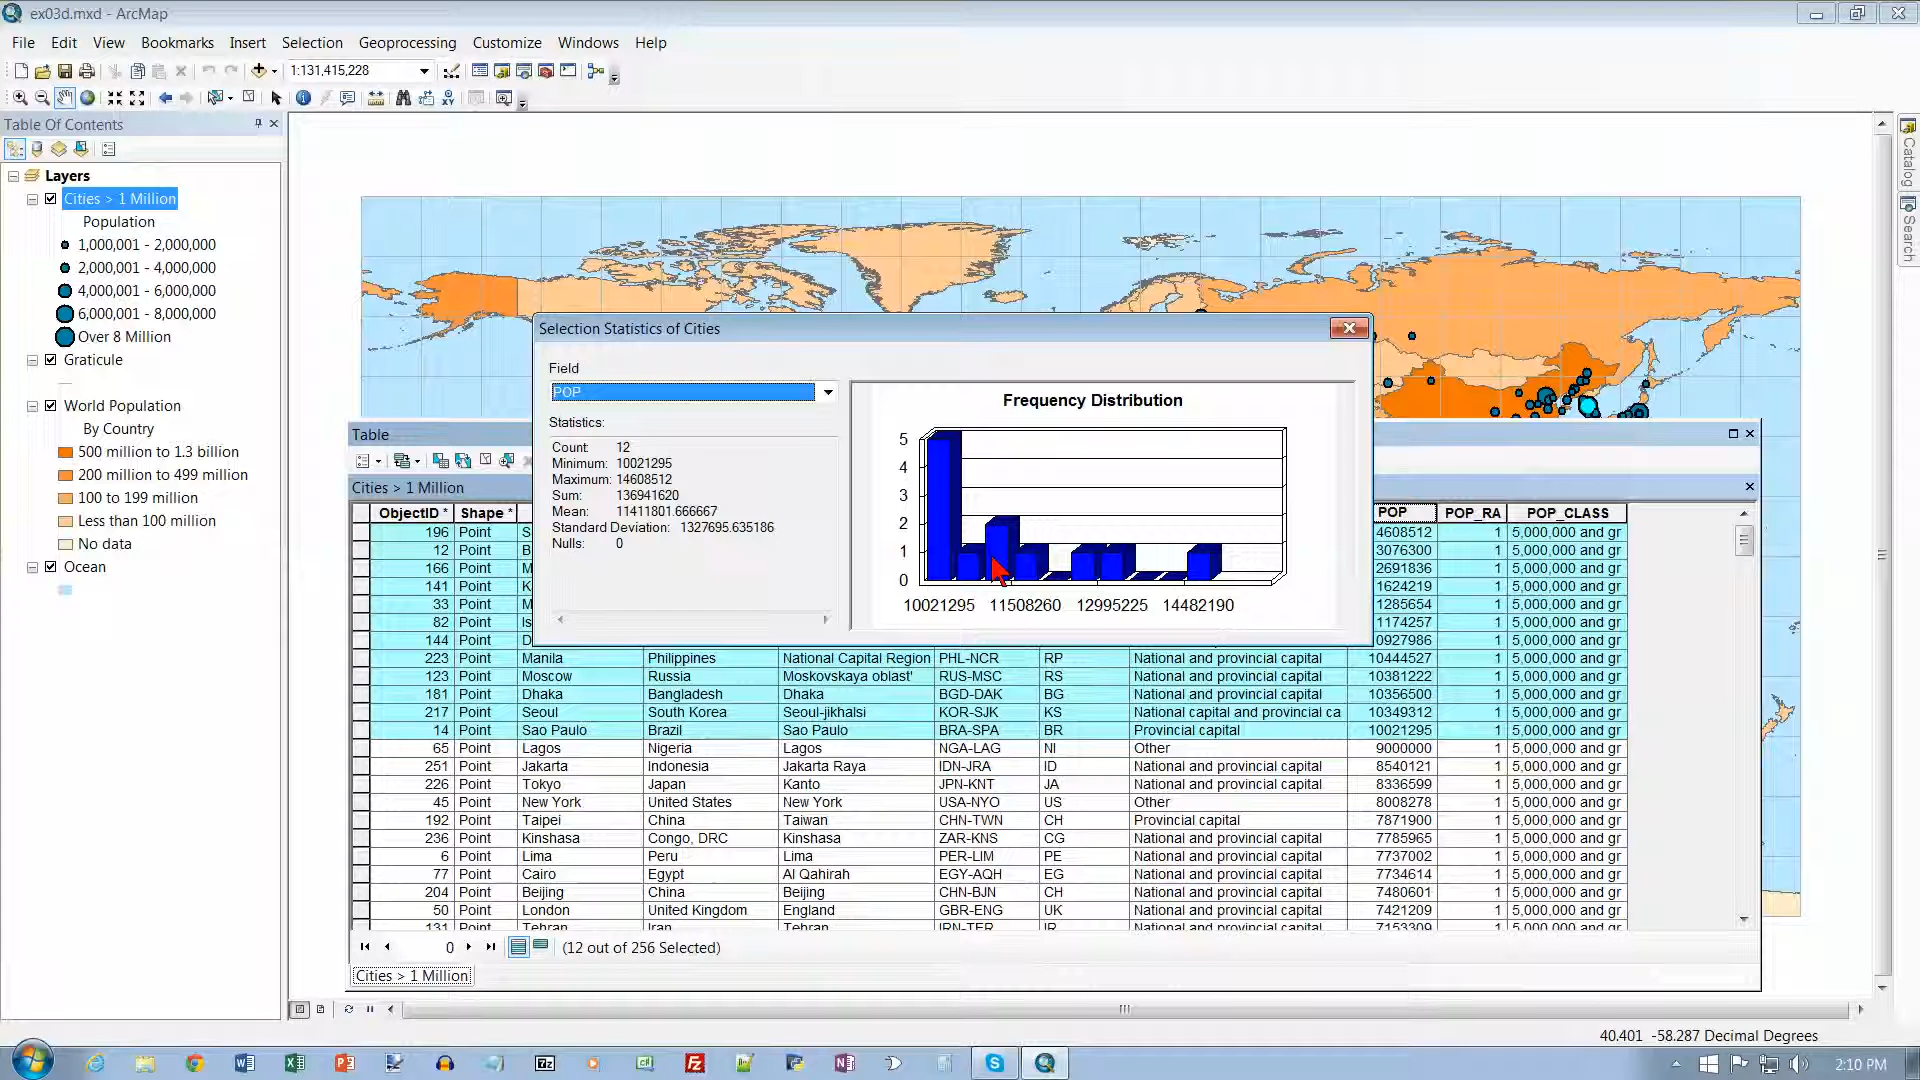 ex03d.mxd - ArcMap
File Edit View Bookmarks Insert Selection Geoprocessing Customize Windows Help
1:131,415,228
Table Of Contents
Layers
Cities > 1 Million
Population
1,000,001 - 2,000,000
2,000,001 - 4,000,000
4,000,001 - 6,000,000
6,000,001 - 8,000,000
Over 8 Million
Graticule
World Population
By Country
500 million to 1.3 billion
200 million to 499 million
100 to 199 million
Less than 100 million
No data
Ocean
Catalog
Search
Selection Statistics of Cities
Field
POP
Statistics:
Count: 12
Minimum: 10021295
Maximum: 14608512
Sum: 136941620
Mean: 11411801.666667
Standard Deviation: 1327695.635186
Nulls: 0
Frequency Distribution
5
4
3
2
1
0
10021295 11508260 12995225 14482190
Table
Cities > 1 Million
ObjectID * Shape * POP POP_RA POP_CLASS
196 Point S 4608512 1 5,000,000 and gr
12 Point B 3076300 1 5,000,000 and gr
166 Point M 2691836 1 5,000,000 and gr
141 Point K 1624219 1 5,000,000 and gr
33 Point M 1285654 1 5,000,000 and gr
82 Point Is 1174257 1 5,000,000 and gr
144 Point D 0927986 1 5,000,000 and gr
223 Point Manila Philippines National Capital Region PHL-NCR RP National and provincial capital 10444527 1 5,000,000 and gr
123 Point Moscow Russia Moskovskaya oblast' RUS-MSC RS National and provincial capital 10381222 1 5,000,000 and gr
181 Point Dhaka Bangladesh Dhaka BGD-DAK BG National and provincial capital 10356500 1 5,000,000 and gr
217 Point Seoul South Korea Seoul-jikhalsi KOR-SJK KS National capital and provincial ca 10349312 1 5,000,000 and gr
14 Point Sao Paulo Brazil Sao Paulo BRA-SPA BR Provincial capital 10021295 1 5,000,000 and gr
65 Point Lagos Nigeria Lagos NGA-LAG NI Other 9000000 1 5,000,000 and gr
251 Point Jakarta Indonesia Jakarta Raya IDN-JRA ID National and provincial capital 8540121 1 5,000,000 and gr
226 Point Tokyo Japan Kanto JPN-KNT JA National and provincial capital 8336599 1 5,000,000 and gr
45 Point New York United States New York USA-NYO US Other 8008278 1 5,000,000 and gr
192 Point Taipei China Taiwan CHN-TWN CH Provincial capital 7871900 1 5,000,000 and gr
236 Point Kinshasa Congo, DRC Kinshasa ZAR-KNS CG National and provincial capital 7785965 1 5,000,000 and gr
6 Point Lima Peru Lima PER-LIM PE National and provincial capital 7737002 1 5,000,000 and gr
77 Point Cairo Egypt Al Qahirah EGY-AQH EG National and provincial capital 7734614 1 5,000,000 and gr
204 Point Beijing China Beijing CHN-BJN CH National and provincial capital 7480601 1 5,000,000 and gr
50 Point London United Kingdom England GBR-ENG UK National and provincial capital 7421209 1 5,000,000 and gr
131 Point Tehran Iran Tehran IRN-TER IR National and provincial capital 7153309 1 5,000,000 and gr
0 (12 out of 256 Selected)
Cities > 1 Million
40.401 -58.287 Decimal Degrees
2:10 PM